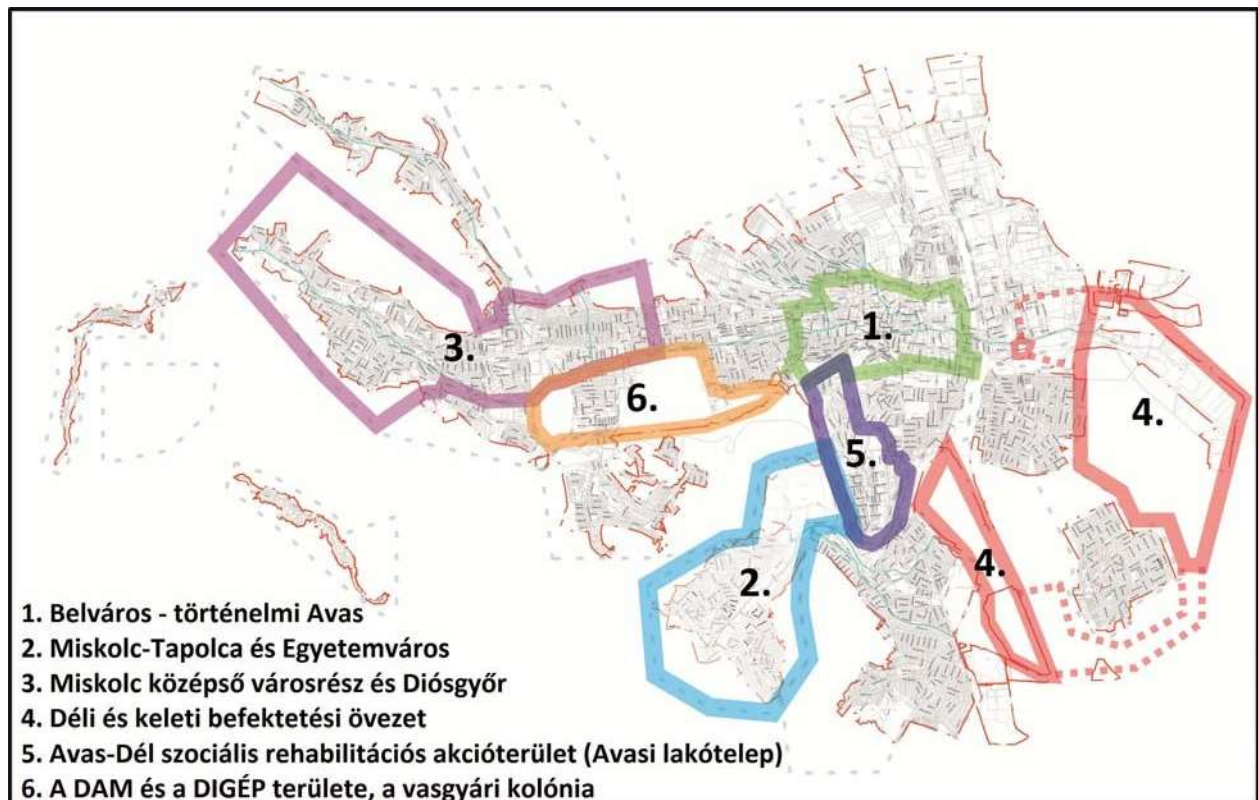 1.
3.
6.
4.
5.
4.
2.
1. Belváros - történelmi Avas
2. Miskolc-Tapolca és Egyetemváros
3. Miskolc középső városrész és Diósgyőr
4. Déli és keleti befektetési övezet
5. Avas-Dél szociális rehabilitációs akcióterület (Avasi lakótelep)
6. A DAM és a DIGÉP területe, a vasgyári kolónia